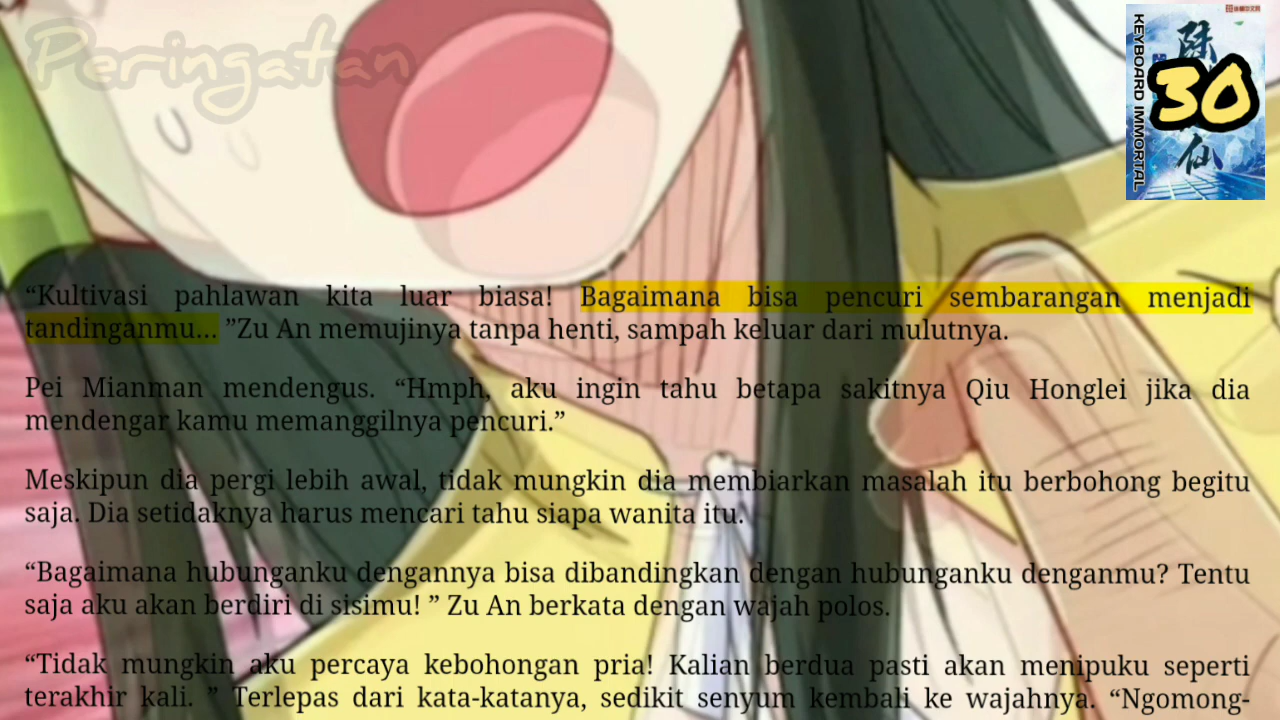 Peringatan
KEYBOARD IMMORTAL
30
仙
“Kultivasi pahlawan kita luar biasa! Bagaimana bisa pencuri sembarangan menjadi
tandinganmu... ”Zu An memujinya tanpa henti, sampah keluar dari mulutnya.
Pei Mianman mendengus. “Hmph, aku ingin tahu betapa sakitnya Qiu Honglei jika dia
mendengar kamu memanggilnya pencuri.”
Meskipun dia pergi lebih awal, tidak mungkin dia membiarkan masalah itu berbohong begitu
saja. Dia setidaknya harus mencari tahu siapa wanita itu.
“Bagaimana hubunganku dengannya bisa dibandingkan dengan hubunganku denganmu? Tentu
saja aku akan berdiri di sisimu! ” Zu An berkata dengan wajah polos.
“Tidak mungkin aku percaya kebohongan pria! Kalian berdua pasti akan menipuku seperti
terakhir kali. ” Terlepas dari kata-katanya, sedikit senyum kembali ke wajahnya. “Ngomong-